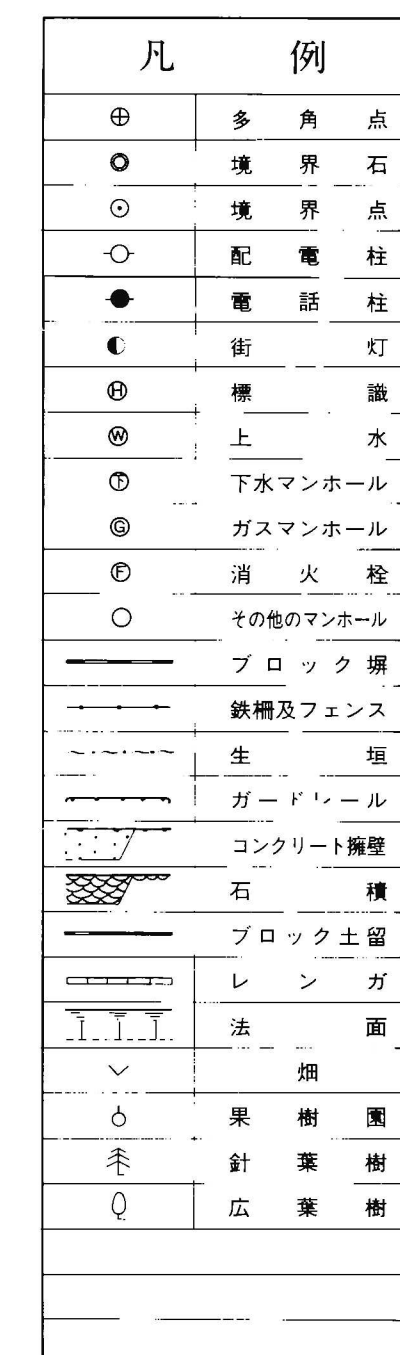 凡例
多角点
境界石
境界点
配電柱
電話柱
街灯
H 標識
W 上水
下 下水マンホール
G ガスマンホール
F 消火栓
その他のマンホール
ブロック塀
鉄柵及フェンス
生垣
ガードレール
コンクリート擁壁
石積
ブロック土留
レンガ
法面
畑
果樹園
針葉樹
広葉樹